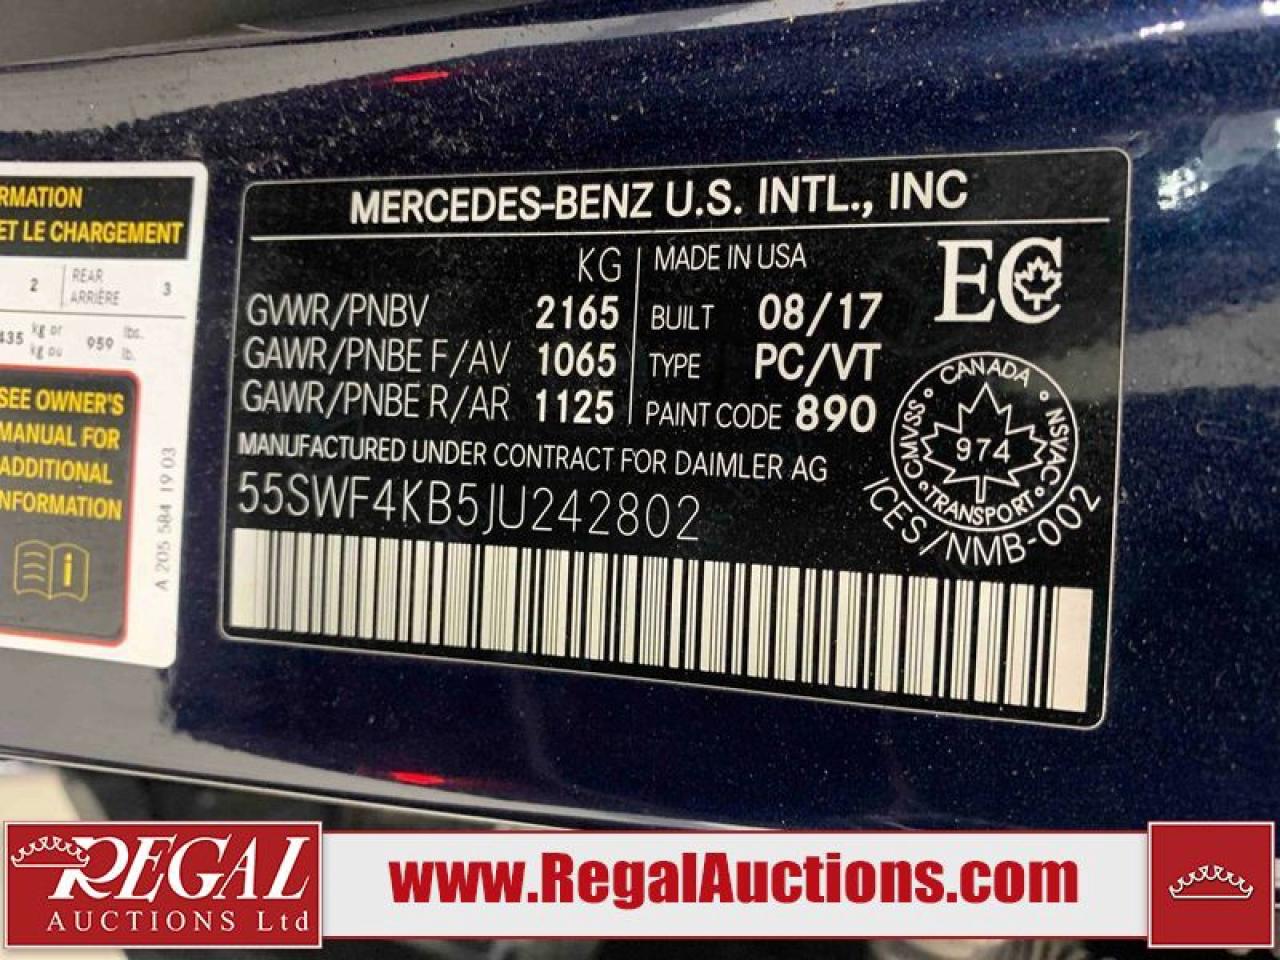 RMATION
ET LE CHARGEMENT
2 REAR ARRIÈRE 3
435 kg or kg ou 959 lbs. lb.
SEE OWNER'S
MANUAL FOR
ADDITIONAL
INFORMATION
A 205 584 19 03
MERCEDES-BENZ U.S. INTL., INC
KG MADE IN USA
GVWR/PNBV 2165 BUILT 08/17
GAWR/PNBE F/AV 1065 TYPE PC/VT
GAWR/PNBE R/AR 1125 PAINT CODE 890
MANUFACTURED UNDER CONTRACT FOR DAIMLER AG
55SWF4KB5JU242802
EC
CANADA
CMVSS 974 NSVAC
TRANSPORT
ICES/NMB-002
REGAL
AUCTIONS Ltd
www.RegalAuctions.com